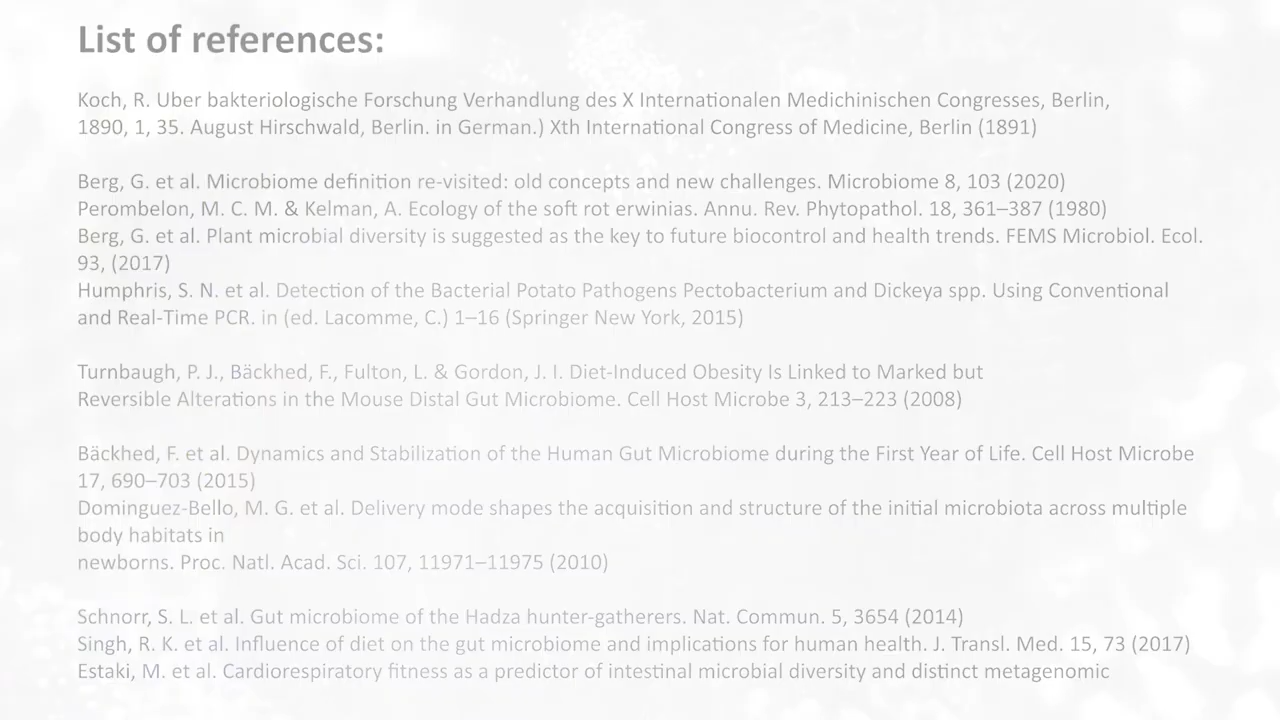 List of references:
Koch, R. Uber bakteriologische Forschung Verhandlung des X Internationalen Medichinischen Congresses, Berlin,
1890, 1, 35. August Hirschwald, Berlin. in German.) Xth International Congress of Medicine, Berlin (1891)
Berg, G. et al. Microbiome definition re-visited: old concepts and new challenges. Microbiome 8, 103 (2020)
Perombelon, M. C. M. & Kelman, A. Ecology of the soft rot erwinias. Annu. Rev. Phytopathol. 18, 361–387 (1980)
Berg, G. et al. Plant microbial diversity is suggested as the key to future biocontrol and health trends. FEMS Microbiol. Ecol.
93, (2017)
Humphris, S. N. et al. Detection of the Bacterial Potato Pathogens Pectobacterium and Dickeya spp. Using Conventional
and Real-Time PCR. in (ed. Lacomme, C.) 1–16 (Springer New York, 2015)
Turnbaugh, P. J., Bäckhed, F., Fulton, L. & Gordon, J. I. Diet-Induced Obesity Is Linked to Marked but
Reversible Alterations in the Mouse Distal Gut Microbiome. Cell Host Microbe 3, 213–223 (2008)
Bäckhed, F. et al. Dynamics and Stabilization of the Human Gut Microbiome during the First Year of Life. Cell Host Microbe
17, 690–703 (2015)
Dominguez-Bello, M. G. et al. Delivery mode shapes the acquisition and structure of the initial microbiota across multiple
body habitats in
newborns. Proc. Natl. Acad. Sci. 107, 11971–11975 (2010)
Schnorr, S. L. et al. Gut microbiome of the Hadza hunter-gatherers. Nat. Commun. 5, 3654 (2014)
Singh, R. K. et al. Influence of diet on the gut microbiome and implications for human health. J. Transl. Med. 15, 73 (2017)
Estaki, M. et al. Cardiorespiratory fitness as a predictor of intestinal microbial diversity and distinct metagenomic